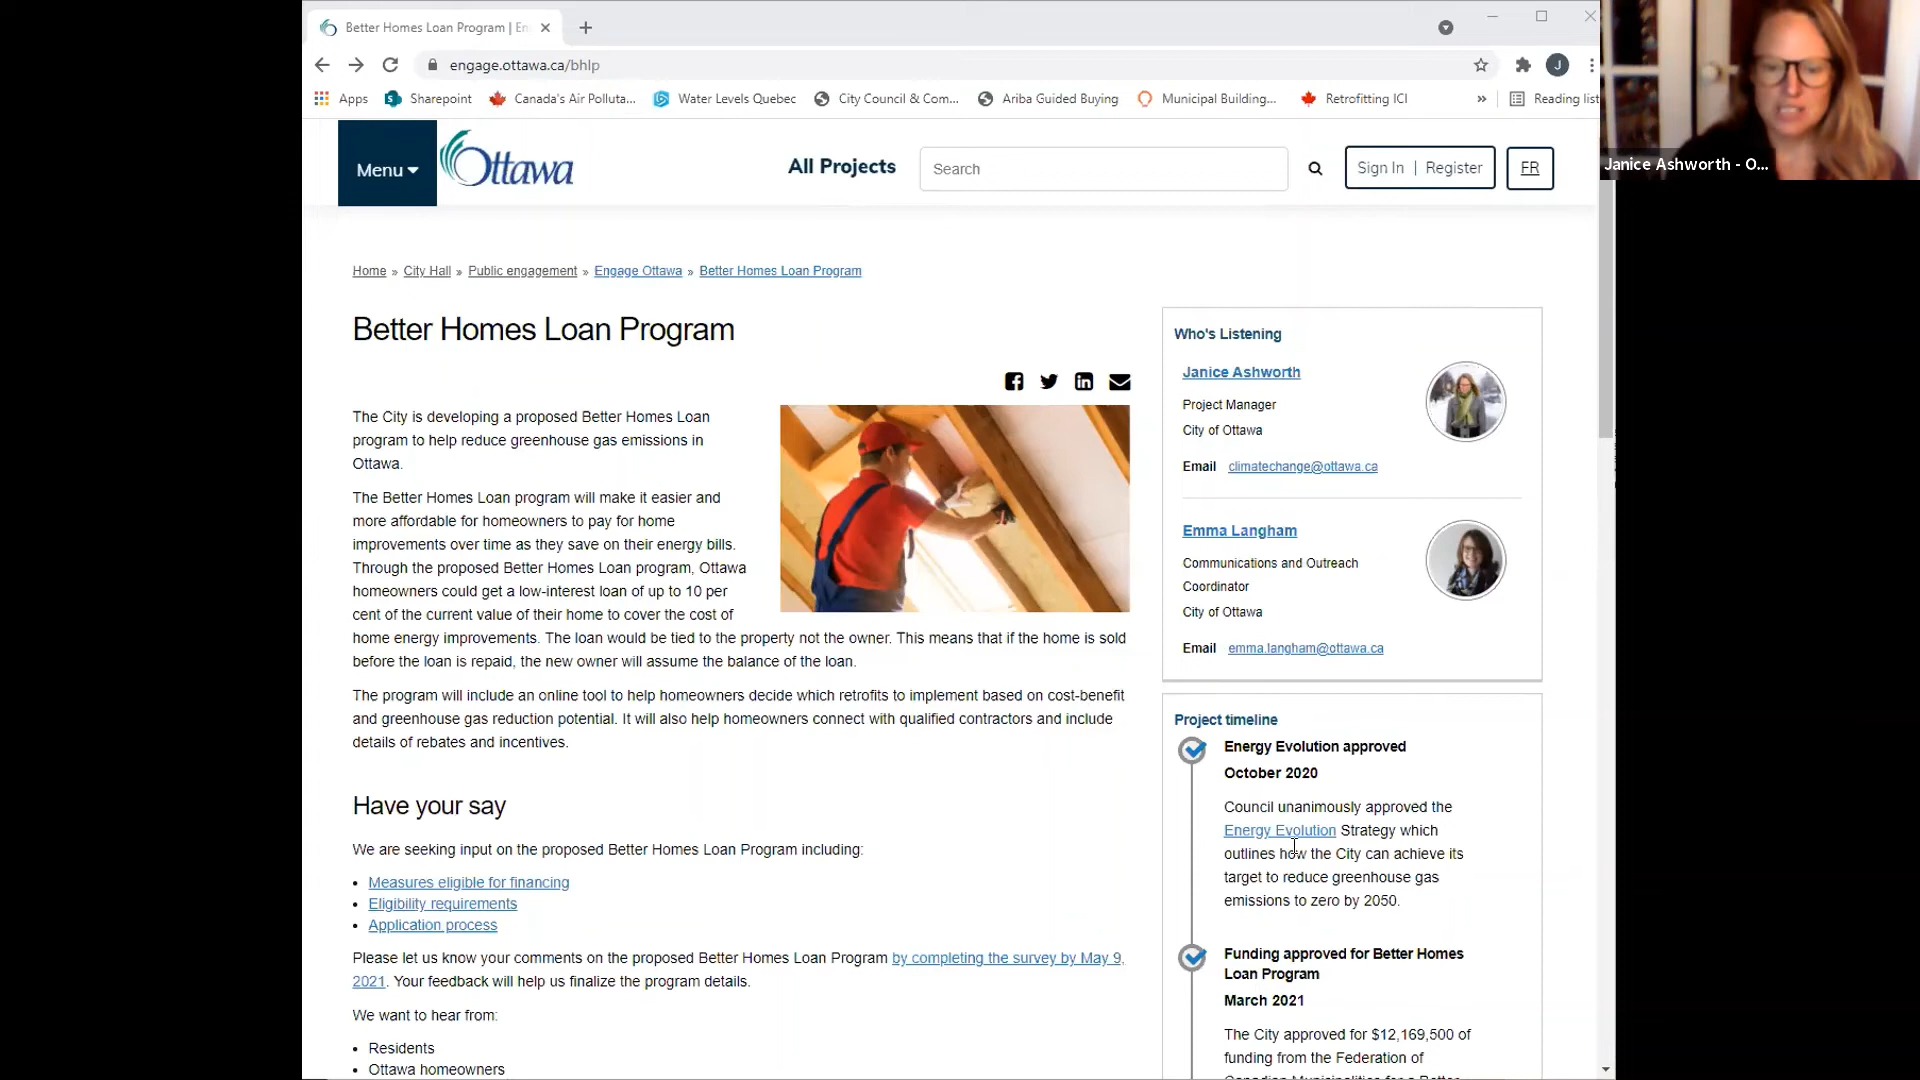 Better Homes Loan Program | En
engage.ottawa.ca/bhlp
J
Apps
Sharepoint
Canada's Air Polluta...
Water Levels Quebec
City Council & Com...
Ariba Guided Buying
Municipal Building...
Retrofitting ICI
»
Reading list
Menu
Ottawa
All Projects
Search
Sign In | Register
FR
Janice Ashworth - O...
Home » City Hall » Public engagement » Engage Ottawa » Better Homes Loan Program
Better Homes Loan Program
The City is developing a proposed Better Homes Loan
program to help reduce greenhouse gas emissions in
Ottawa.
The Better Homes Loan program will make it easier and
more affordable for homeowners to pay for home
improvements over time as they save on their energy bills.
Through the proposed Better Homes Loan program, Ottawa
homeowners could get a low-interest loan of up to 10 per
cent of the current value of their home to cover the cost of
home energy improvements. The loan would be tied to the property not the owner. This means that if the home is sold
before the loan is repaid, the new owner will assume the balance of the loan.
The program will include an online tool to help homeowners decide which retrofits to implement based on cost-benefit
and greenhouse gas reduction potential. It will also help homeowners connect with qualified contractors and include
details of rebates and incentives.
Have your say
We are seeking input on the proposed Better Homes Loan Program including:
• Measures eligible for financing
• Eligibility requirements
• Application process
Please let us know your comments on the proposed Better Homes Loan Program by completing the survey by May 9,
2021. Your feedback will help us finalize the program details.
We want to hear from:
• Residents
• Ottawa homeowners
Who's Listening
Janice Ashworth
Project Manager
City of Ottawa
Email climatechange@ottawa.ca
Emma Langham
Communications and Outreach
Coordinator
City of Ottawa
Email emma.langham@ottawa.ca
Project timeline
Energy Evolution approved
October 2020
Council unanimously approved the
Energy Evolution Strategy which
outlines how the City can achieve its
target to reduce greenhouse gas
emissions to zero by 2050.
Funding approved for Better Homes
Loan Program
March 2021
The City approved for $12,169,500 of
funding from the Federation of
Canadian Municipalities for a Better